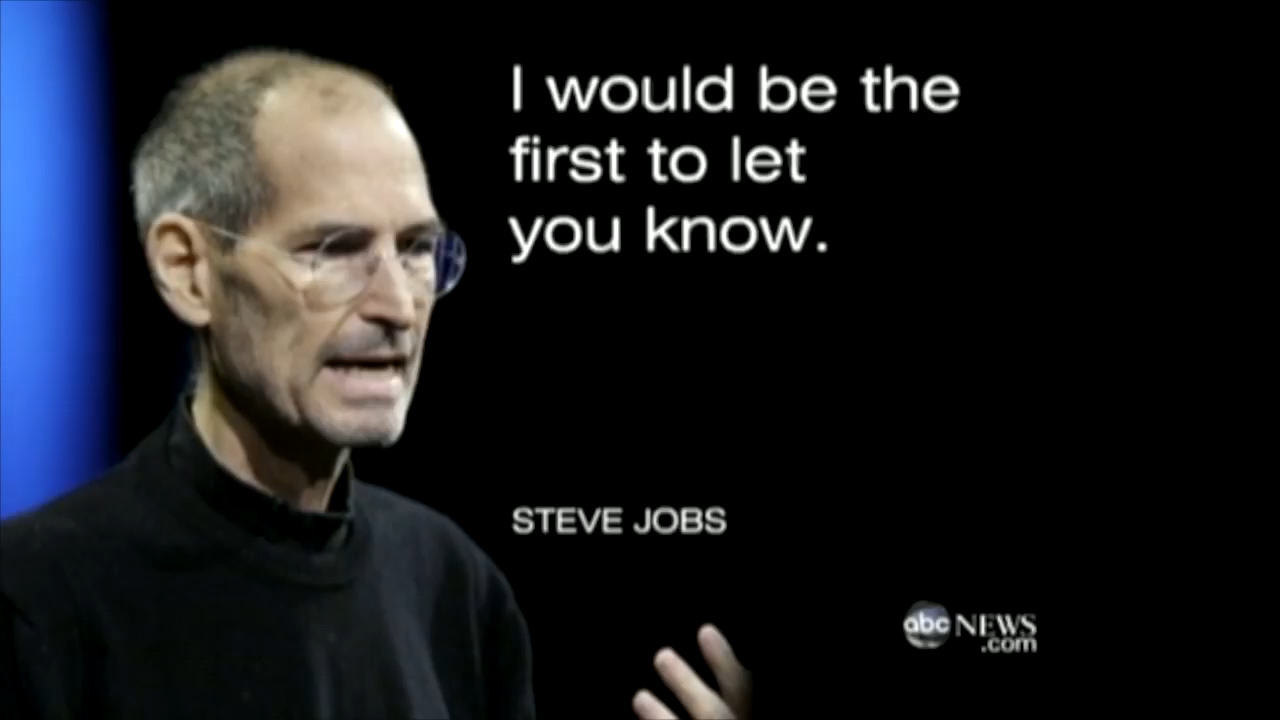 I would be the
first to let
you know.
STEVE JOBS
abc NEWS
.com